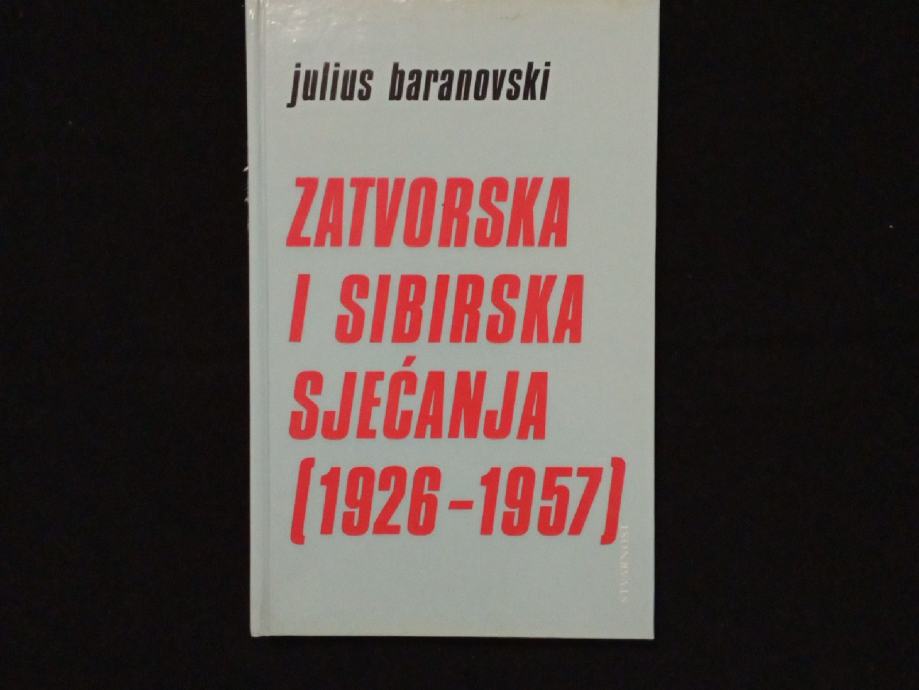 julius baranovski
ZATVORSKA
I SIBIRSKA
SJEĆANJA
(1926-1957)
STVARNOST